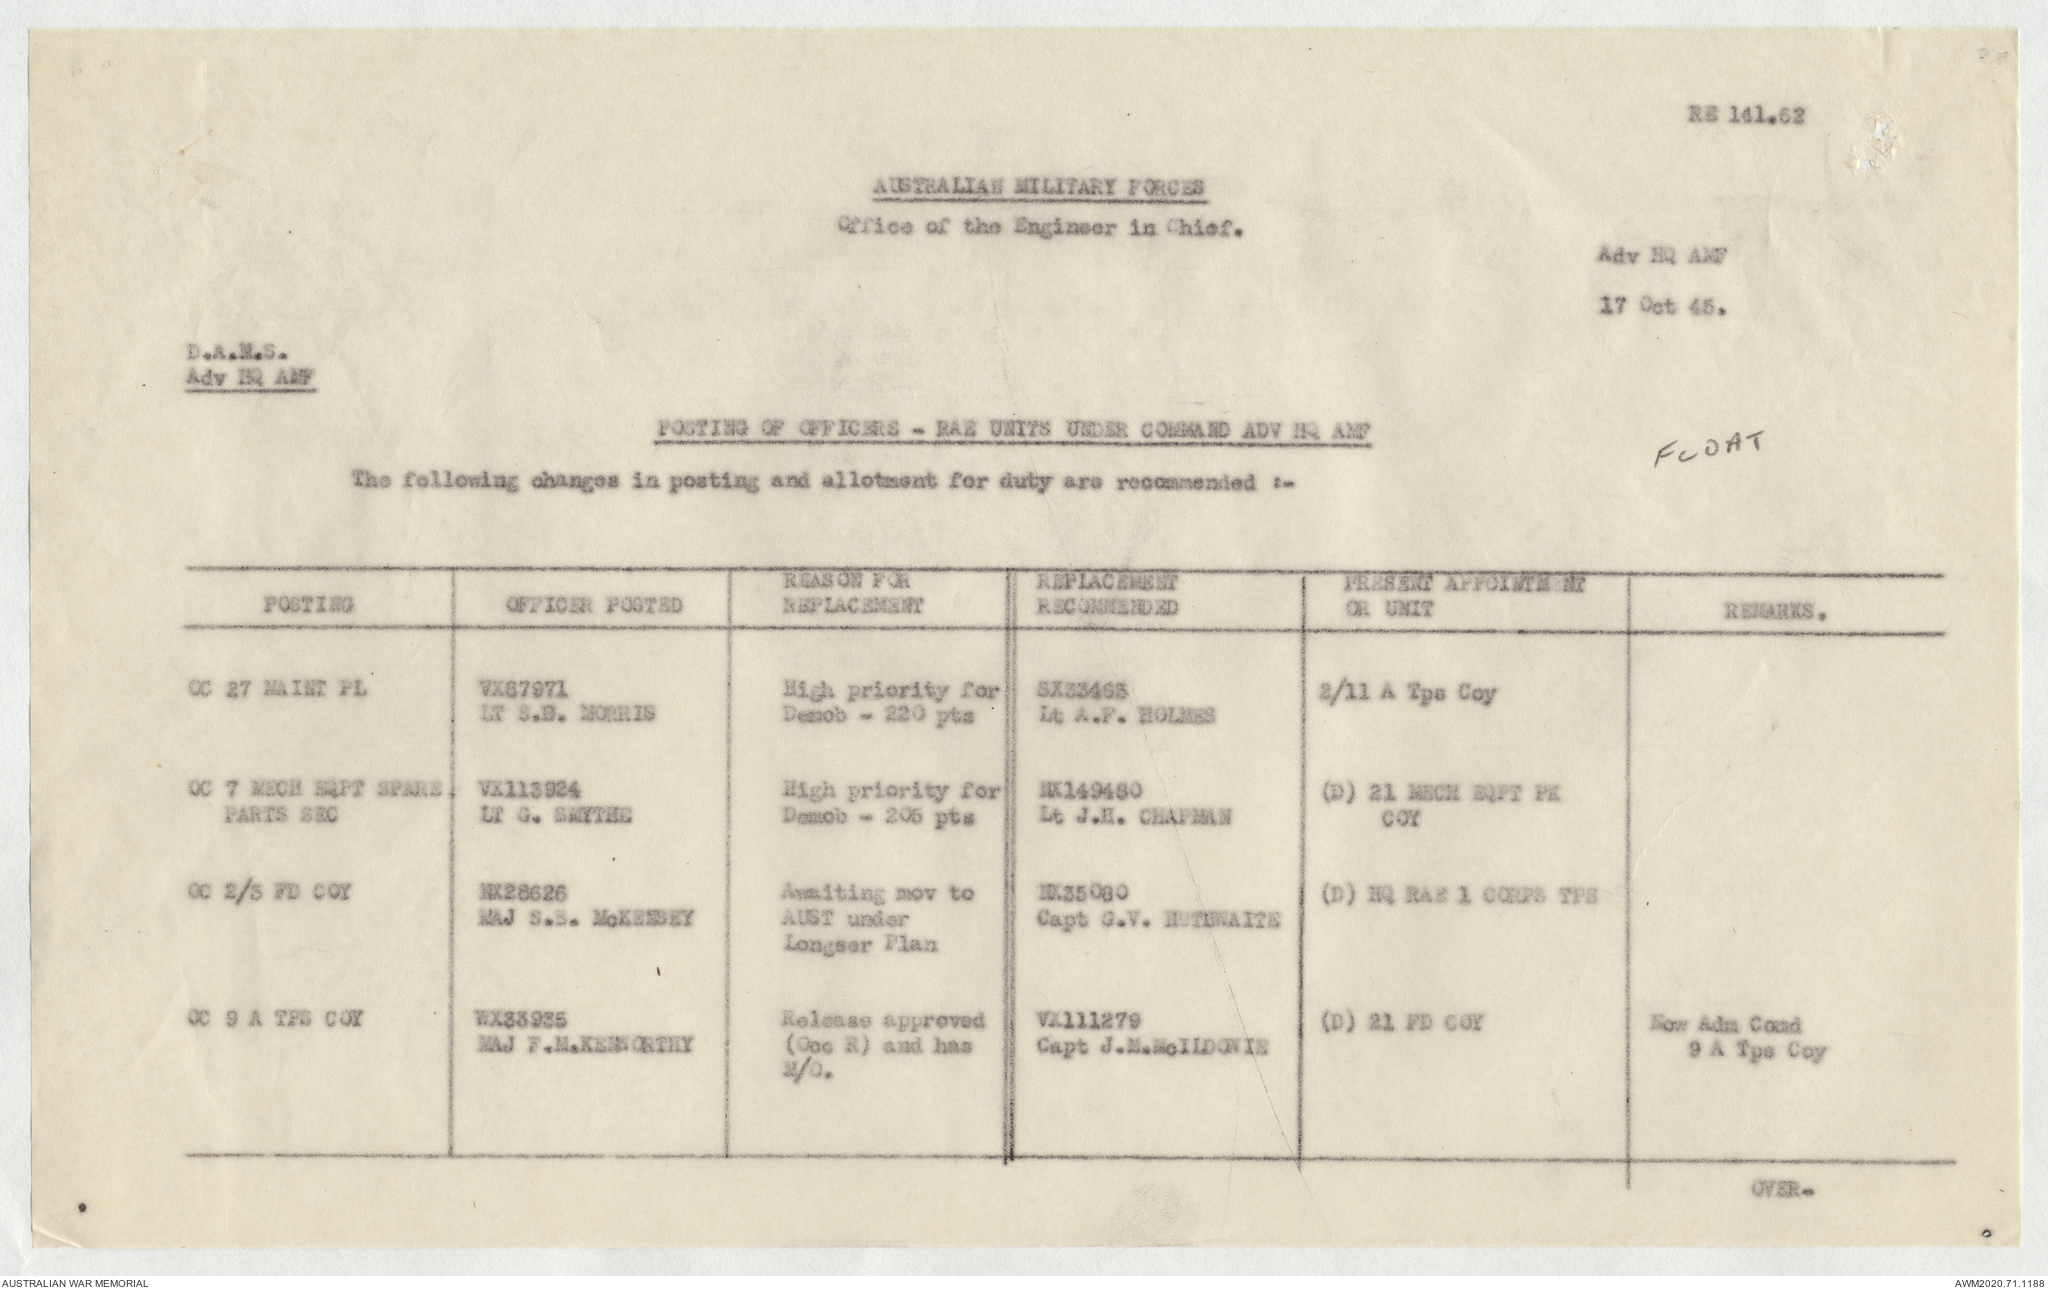 RE 141.62
AUSTRALIAN MILITARY FORCES
Office of the Engineer in Chief.
Adv HQ AMF
17 Oct 45.
D.A.M.S.
Adv HQ AMF
POSTING OF OFFICERS - RAE UNITS UNDER COMMAND ADV HQ AMF
FLOAT
The following changes in posting and allotment for duty are recommended :-
POSTING | OFFICER POSTED | REASON FOR REPLACEMENT | REPLACEMENT RECOMMENDED | PRESENT APPOINTMENT OR UNIT | REMARKS.
OC 27 MAINT PL | VX87971 | High priority for | SX33463 | 2/11 A Tps Coy
LT MORRIS | Demob - 220 pts | Lt A.F. HOLMES
OC 7 MECH EQPT SPARE | VX113924 | High priority for | NX149480 | (D) 21 MECH EQPT PK
PARTS SEC | LT G. SMYTHE | Demob - 205 pts | Lt J.H. CHAPMAN | COY
OC FD COY | NX28626 | Awaiting mov to | NX35080 | (D) HQ RAE 1 CORPS TPS
MAJ McKENSEY | AUST under | Capt G.V. HUTHWAITE
Longser Plan
OC 9 A TPS COY | WX33935 | Release approved | VX111279 | (D) 21 FD COY | Now Adm Comd
MAJ F.M.KENWORTHY | (Occ R) and has | Capt J.M.McILDOWIE | 9 A Tps Coy
M/O.
OVER-
AUSTRALIAN WAR MEMORIAL
AWM2020.71.1188